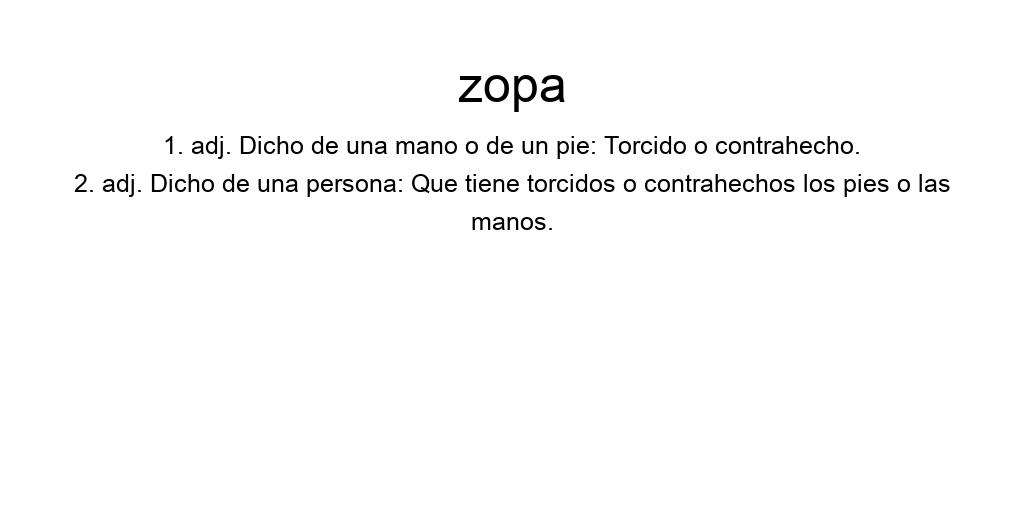 zopa
1. adj. Dicho de una mano o de un pie: Torcido o contrahecho.
2. adj. Dicho de una persona: Que tiene torcidos o contrahechos los pies o las
manos.